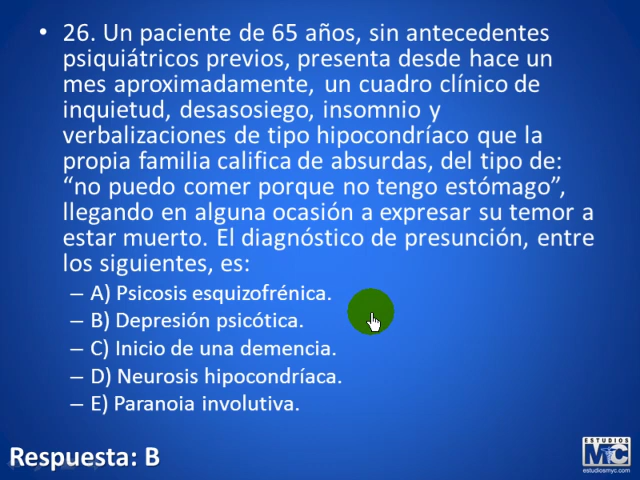 • 26. Un paciente de 65 años, sin antecedentes
psiquiátricos previos, presenta desde hace un
mes aproximadamente, un cuadro clínico de
inquietud, desasosiego, insomnio y
verbalizaciones de tipo hipocondríaco que la
propia familia califica de absurdas, del tipo de:
“no puedo comer porque no tengo estómago”,
llegando en alguna ocasión a expresar su temor a
estar muerto. El diagnóstico de presunción, entre
los siguientes, es:
– A) Psicosis esquizofrénica.
– B) Depresión psicótica.
– C) Inicio de una demencia.
– D) Neurosis hipocondríaca.
– E) Paranoia involutiva.
Respuesta: B
ESTUDIOS
MyC
estudiosmyc.com